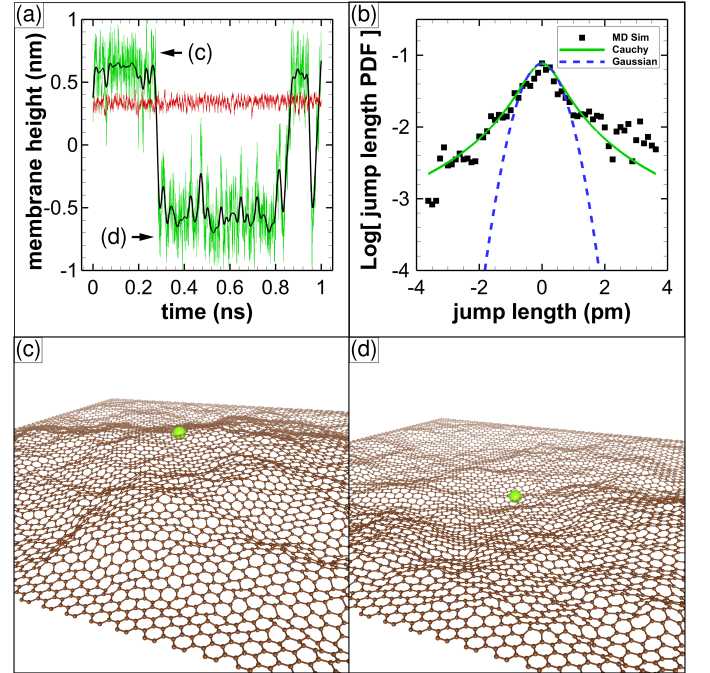 (a)
membrane height (nm)
1
0.5
0
-0.5
-1
(c)
(d)
0 0.2 0.4 0.6 0.8 1
time (ns)
(b)
Log[ jump length PDF ]
0
-1
-2
-3
-4
MD Sim
Cauchy
Gaussian
-4 -2 0 2 4
jump length (pm)
(c)
(d)